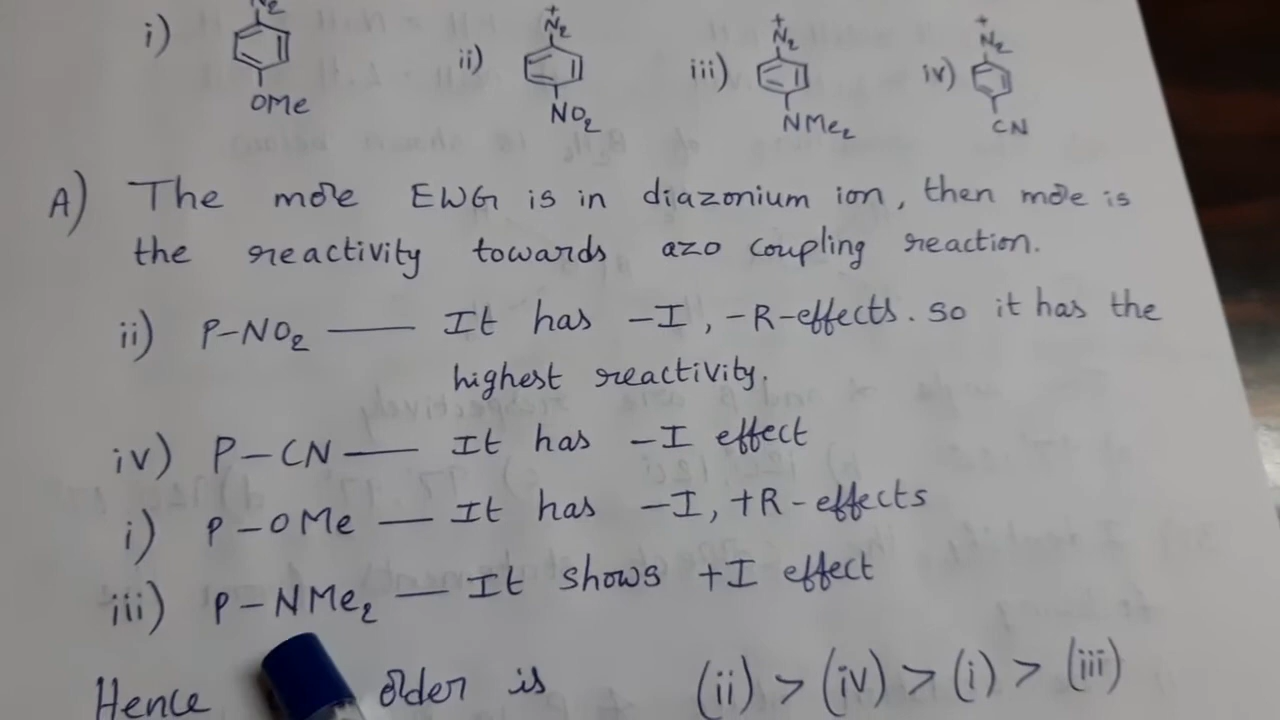 i) N₂ OMe ii) N₂⁺ NO₂ iii) N₂⁺ NMe₂ iv) N₂⁺ CN
A) The more EWG is in diazonium ion, then more is
the reactivity towards azo coupling reaction.
ii) P-NO₂ — It has -I, -R-effects. so it has the
highest reactivity.
iv) P-CN — It has -I effect
i) P-OMe — It has -I, +R-effects
iii) P-NMe₂ — It shows +I effect
Hence order is (ii) > (iv) > (i) > (iii)